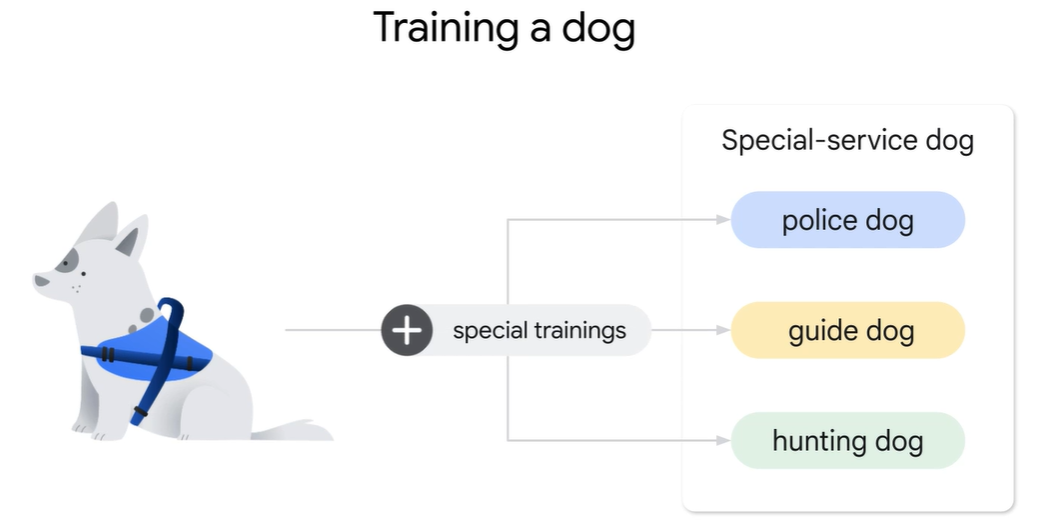 Training a dog
Special-service dog
police dog
special trainings
guide dog
hunting dog